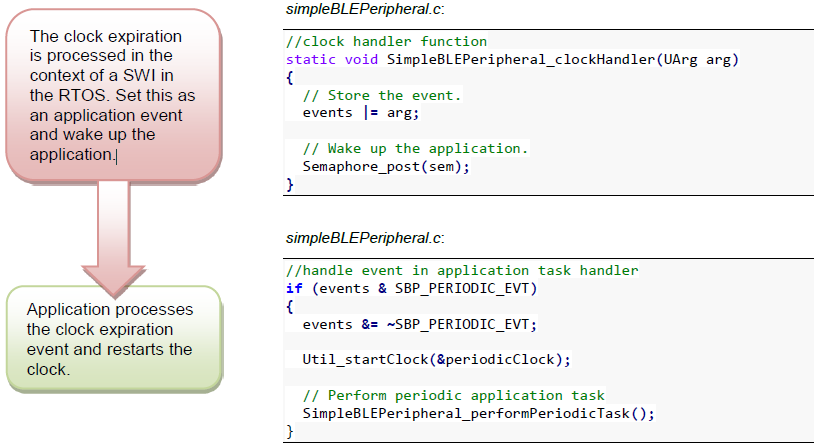 The clock expiration
is processed in the
context of a SWI in
the RTOS. Set this as
an application event
and wake up the
application.
Application processes
the clock expiration
event and restarts the
clock.
simpleBLEPeripheral.c:
//clock handler function
static void SimpleBLEPeripheral_clockHandler(UArg arg)
{
  // Store the event.
  events |= arg;
  // Wake up the application.
  Semaphore_post(sem);
}
simpleBLEPeripheral.c:
//handle event in application task handler
if (events & SBP_PERIODIC_EVT)
{
  events &= ~SBP_PERIODIC_EVT;
  Util_startClock(&periodicClock);
  // Perform periodic application task
  SimpleBLEPeripheral_performPeriodicTask();
}